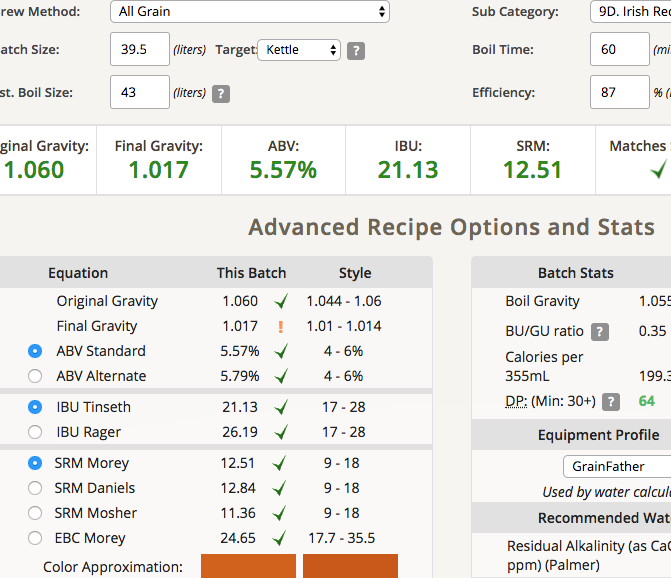 rew Method: All Grain Sub Category: 9D. Irish Rec
atch Size: 39.5 (liters) Target: Kettle ? Boil Time: 60 (mi
st. Boil Size: 43 (liters) ? Efficiency: 87 % (
ginal Gravity: Final Gravity: ABV: IBU: SRM: Matches
1.060 1.017 5.57% 21.13 12.51
Advanced Recipe Options and Stats
Equation This Batch Style
Original Gravity 1.060 1.044 - 1.06
Final Gravity 1.017 ! 1.01 - 1.014
ABV Standard 5.57% 4 - 6%
ABV Alternate 5.79% 4 - 6%
IBU Tinseth 21.13 17 - 28
IBU Rager 26.19 17 - 28
SRM Morey 12.51 9 - 18
SRM Daniels 12.84 9 - 18
SRM Mosher 11.36 9 - 18
EBC Morey 24.65 17.7 - 35.5
Color Approximation:
Batch Stats
Boil Gravity 1.055
BU/GU ratio ? 0.35
Calories per
355mL 199.3
DP: (Min: 30+) ? 64
Equipment Profile
GrainFather
Used by water calcula
Recommended Wat
Residual Alkalinity (as CaC
ppm) (Palmer)